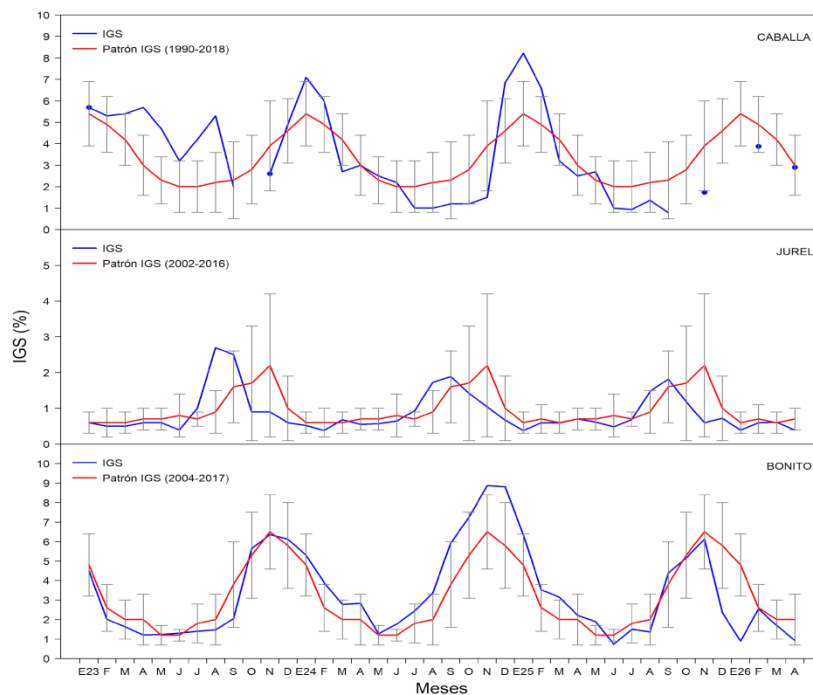 10
9
8
7
6
5
4
3
2
1
0
IGS
Patrón IGS (1990-2018)
CABALLA
5
4
3
2
1
0
IGS
Patrón IGS (2002-2016)
JUREL
10
9
8
7
6
5
4
3
2
1
0
IGS
Patrón IGS (2004-2017)
BONITO
IGS (%)
E23 F M A M J J A S O N D E24 F M A M J J A S O N D E25 F M A M J J A S O N D E26 F M A
Meses